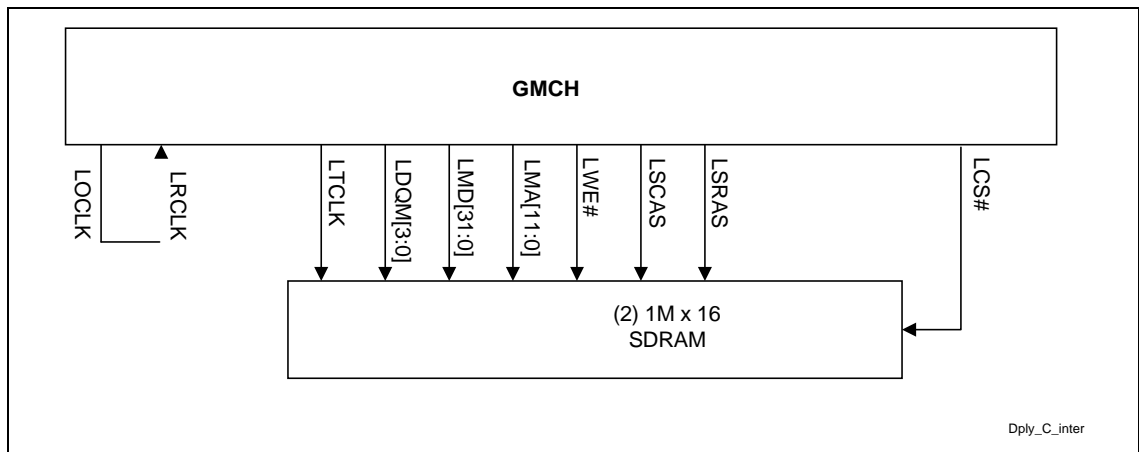 GMCH
LOCLK
LRCLK
LTCLK
LDQM[3:0]
LMD[31:0]
LMA[11:0]
LWE#
LSCAS
LSRAS
LCS#
(2) 1M x 16
SDRAM
Dply_C_inter